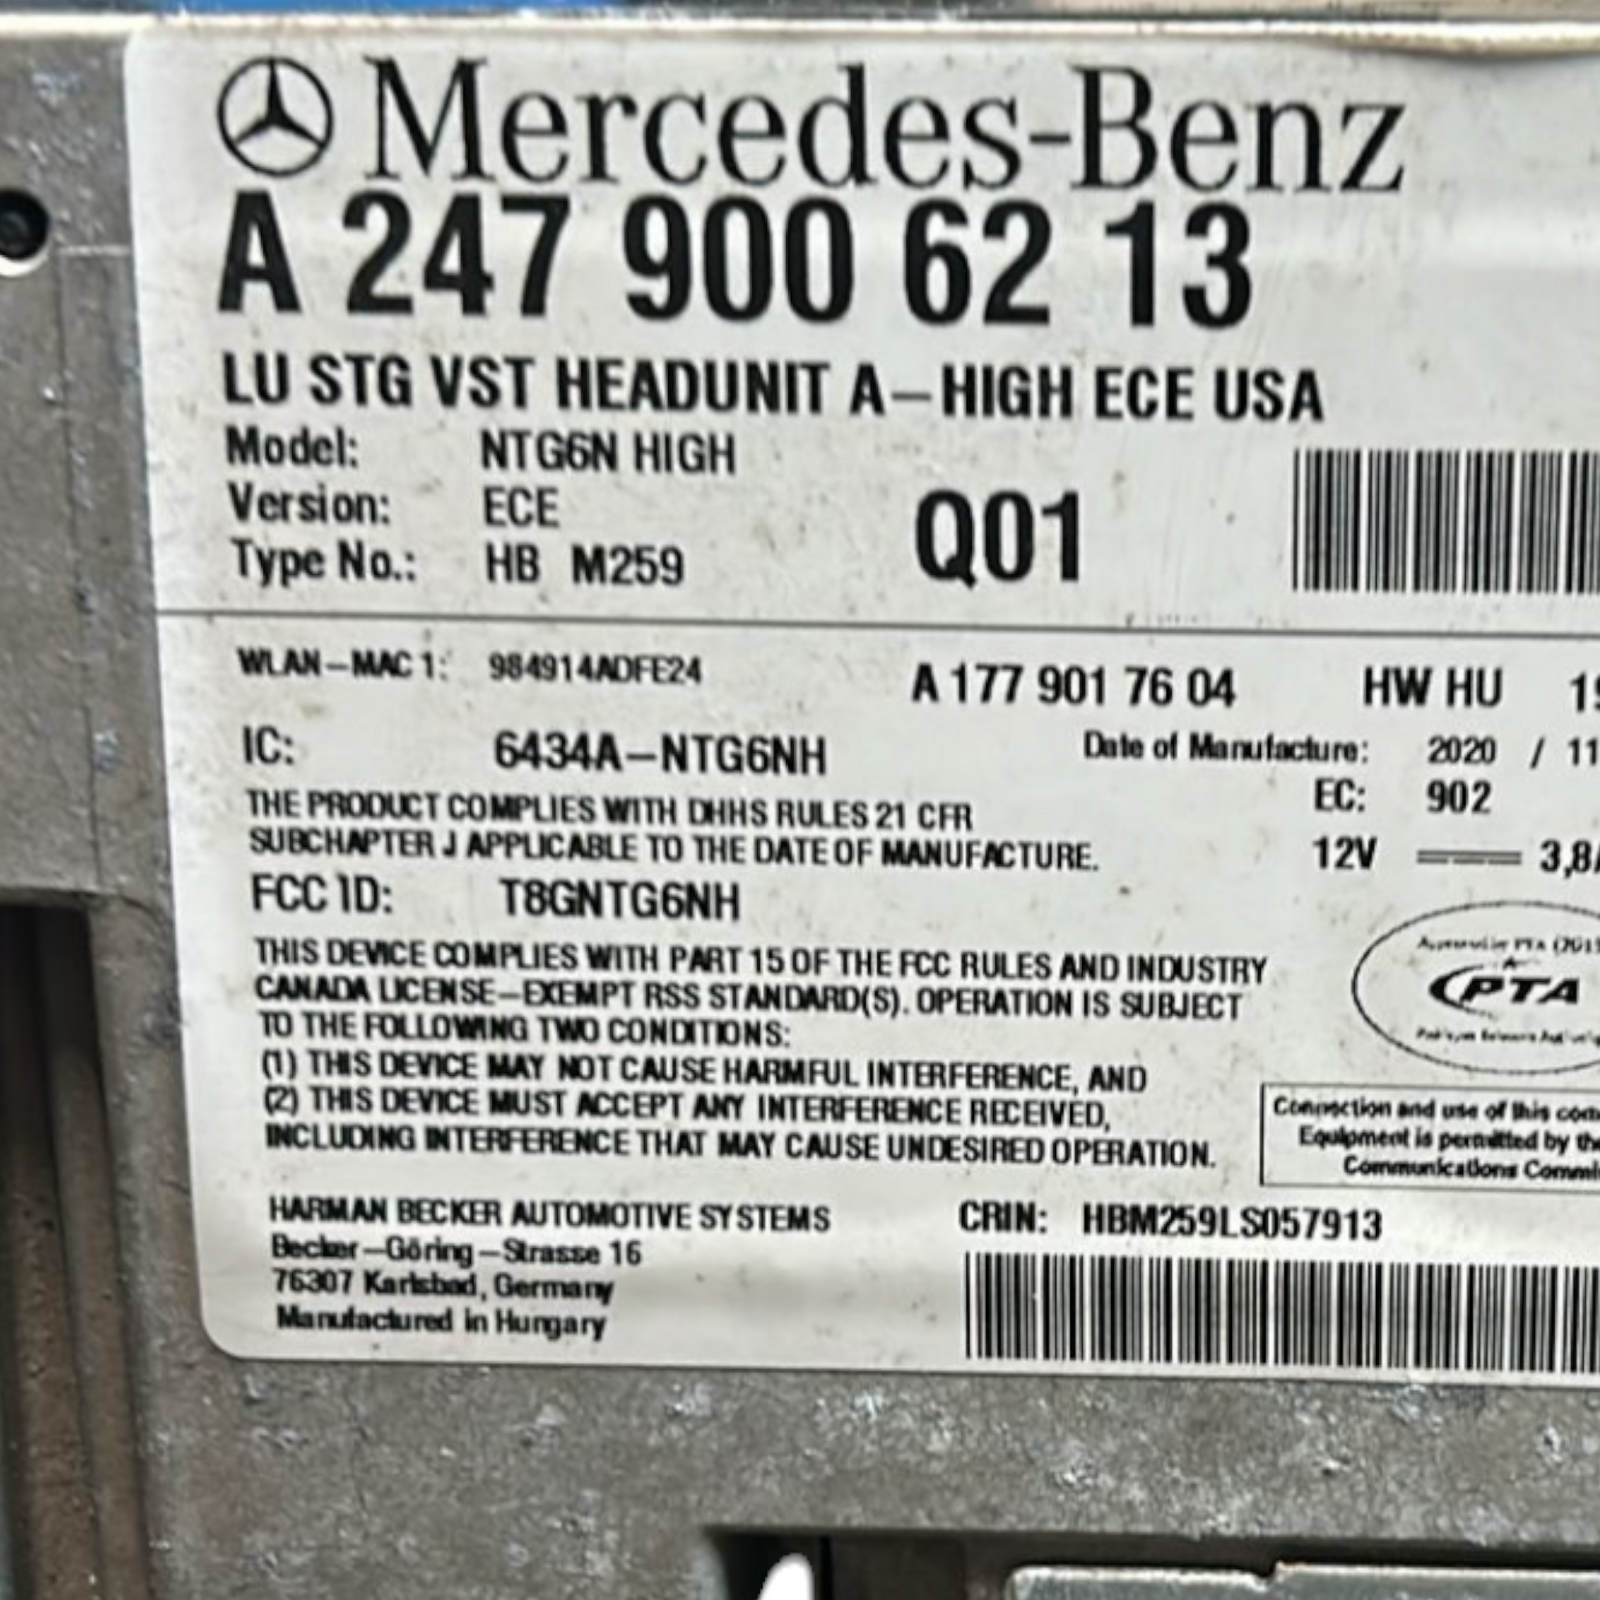 Mercedes-Benz
A 247 900 62 13
LU STG VST HEADUNIT A-HIGH ECE USA
Model: NTG6N HIGH
Version: ECE
Type No.: HB M259
Q01
WLAN-MAC 1: 984914ADFE24
A 177 901 76 04 HW HU
IC: 6434A-NTG6NH
Date of Manufacture: 2020 / 11
EC: 902
THE PRODUCT COMPLIES WITH DHHS RULES 21 CFR
SUBCHAPTER J APPLICABLE TO THE DATE OF MANUFACTURE.
12V 3,8
FCC ID: T8GNTG6NH
THIS DEVICE COMPLIES WITH PART 15 OF THE FCC RULES AND INDUSTRY
CANADA LICENSE-EXEMPT RSS STANDARD(S). OPERATION IS SUBJECT
TO THE FOLLOWING TWO CONDITIONS:
(1) THIS DEVICE MAY NOT CAUSE HARMFUL INTERFERENCE, AND
(2) THIS DEVICE MUST ACCEPT ANY INTERFERENCE RECEIVED,
INCLUDING INTERFERENCE THAT MAY CAUSE UNDESIRED OPERATION.
PTA
Connection and use of this
Equipment is permitted by
Communications
HARMAN BECKER AUTOMOTIVE SYSTEMS
Becker-Göring-Strasse 16
76307 Karlsbad, Germany
Manufactured in Hungary
CRIN: HBM259LS057913